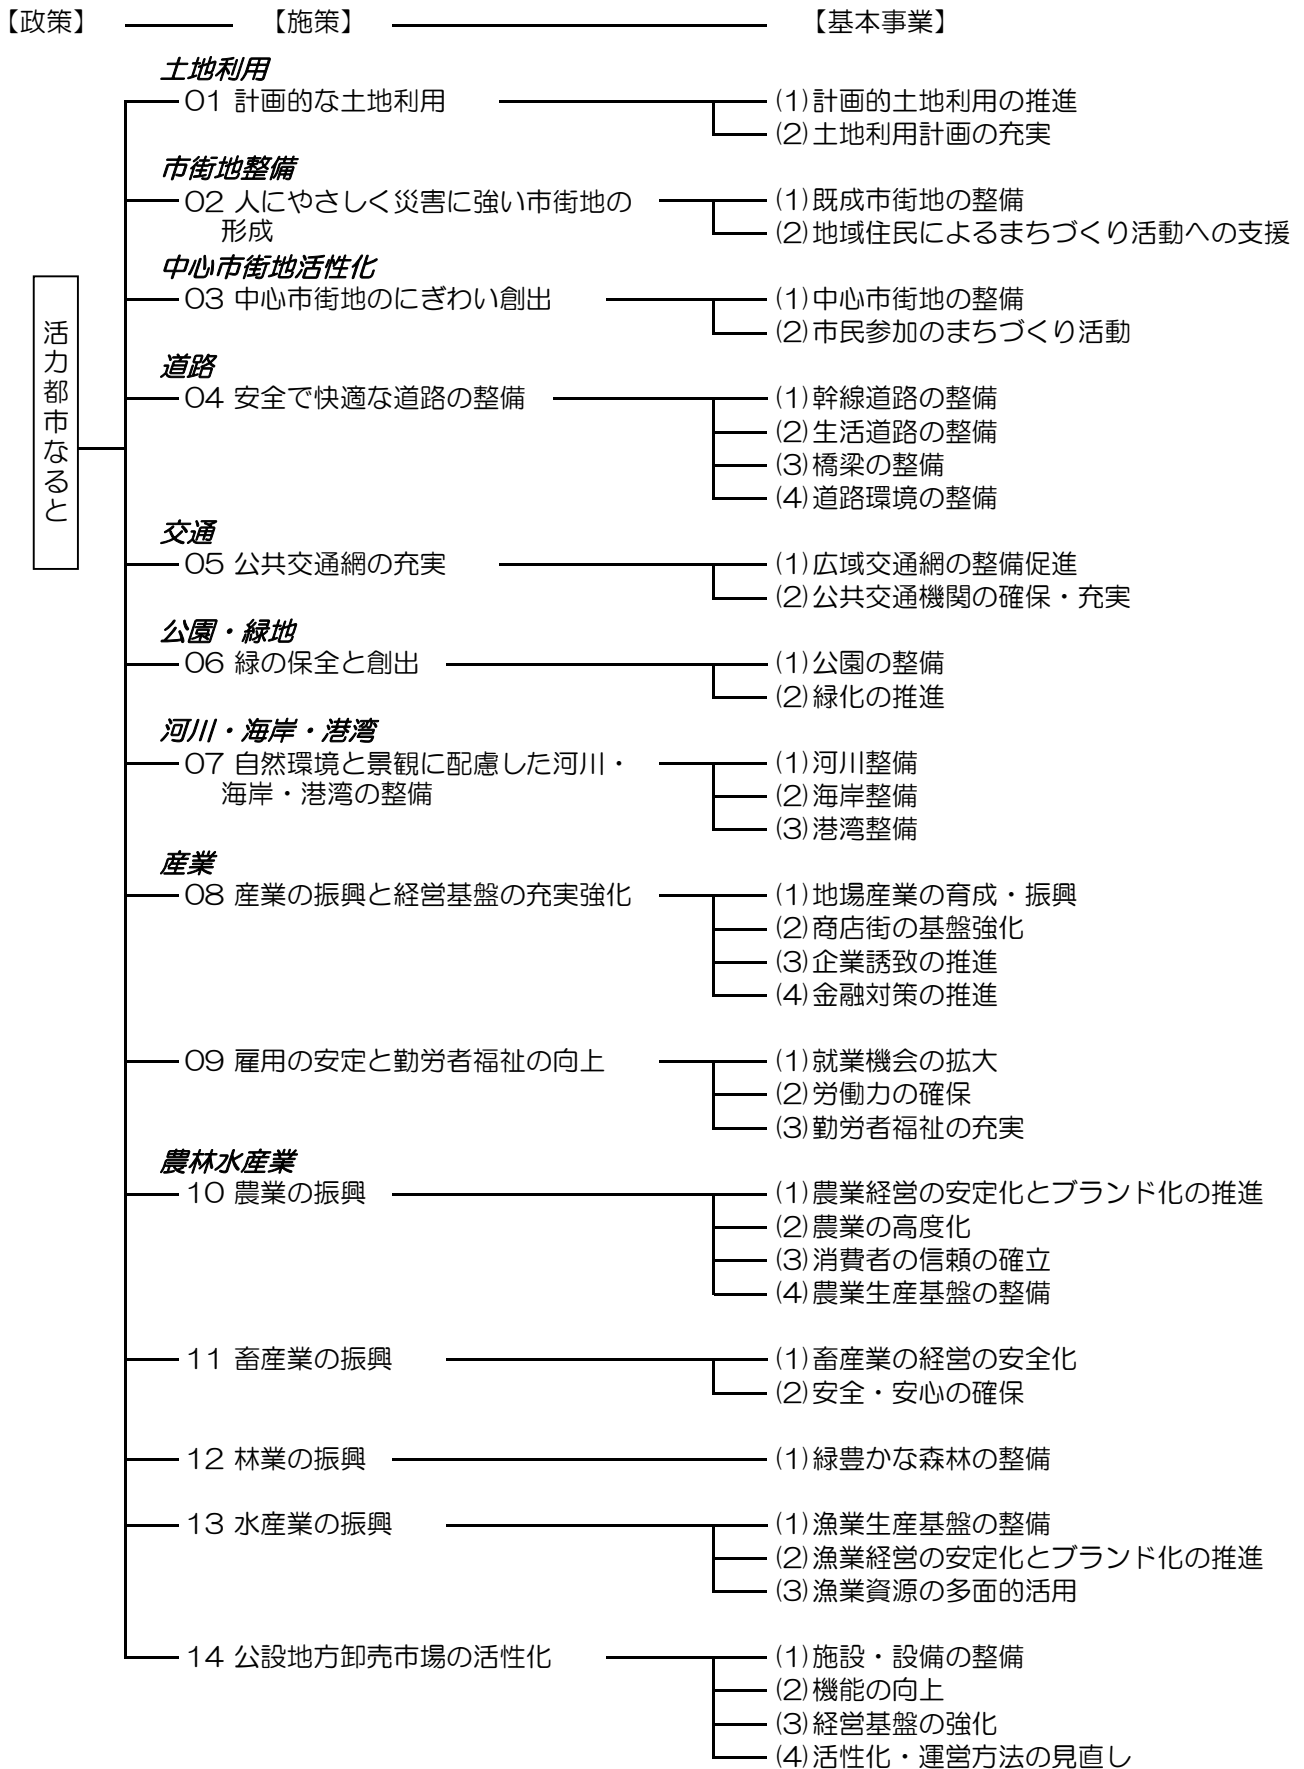 【政策】 【施策】 【基本事業】
土地利用
01 計画的な土地利用 (1)計画的土地利用の推進
(2)土地利用計画の充実
市街地整備
02 人にやさしく災害に強い市街地の (1)既成市街地の整備
形成 (2)地域住民によるまちづくり活動への支援
中心市街地活性化
03 中心市街地のにぎわい創出 (1)中心市街地の整備
(2)市民参加のまちづくり活動
活力都市なると
道路
04 安全で快適な道路の整備 (1)幹線道路の整備
(2)生活道路の整備
(3)橋梁の整備
(4)道路環境の整備
交通
05 公共交通網の充実 (1)広域交通網の整備促進
(2)公共交通機関の確保・充実
公園・緑地
06 緑の保全と創出 (1)公園の整備
(2)緑化の推進
河川・海岸・港湾
07 自然環境と景観に配慮した河川・ (1)河川整備
海岸・港湾の整備 (2)海岸整備
(3)港湾整備
産業
08 産業の振興と経営基盤の充実強化 (1)地場産業の育成・振興
(2)商店街の基盤強化
(3)企業誘致の推進
(4)金融対策の推進
09 雇用の安定と勤労者福祉の向上 (1)就業機会の拡大
(2)労働力の確保
(3)勤労者福祉の充実
農林水産業
10 農業の振興 (1)農業経営の安定化とブランド化の推進
(2)農業の高度化
(3)消費者の信頼の確立
(4)農業生産基盤の整備
11 畜産業の振興 (1)畜産業の経営の安全化
(2)安全・安心の確保
12 林業の振興 (1)緑豊かな森林の整備
13 水産業の振興 (1)漁業生産基盤の整備
(2)漁業経営の安定化とブランド化の推進
(3)漁業資源の多面的活用
14 公設地方卸売市場の活性化 (1)施設・設備の整備
(2)機能の向上
(3)経営基盤の強化
(4)活性化・運営方法の見直し